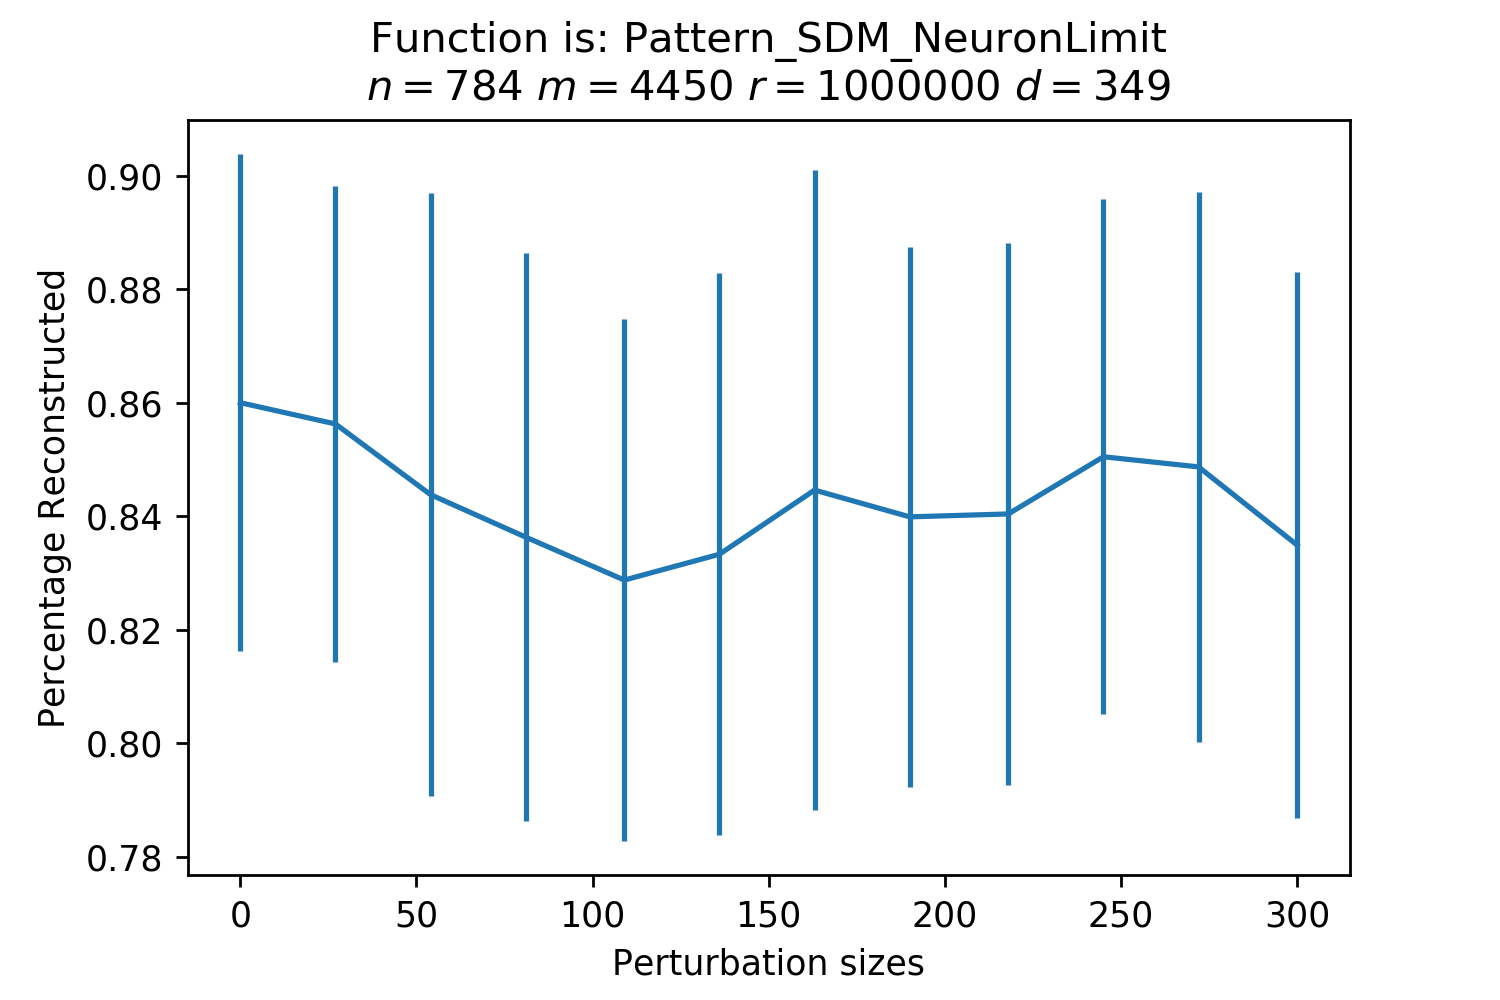 Function is: Pattern_SDM_NeuronLimit
n = 784 m = 4450 r = 1000000 d = 349
Percentage Reconstructed
0.90
0.88
0.86
0.84
0.82
0.80
0.78
0 50 100 150 200 250 300
Perturbation sizes